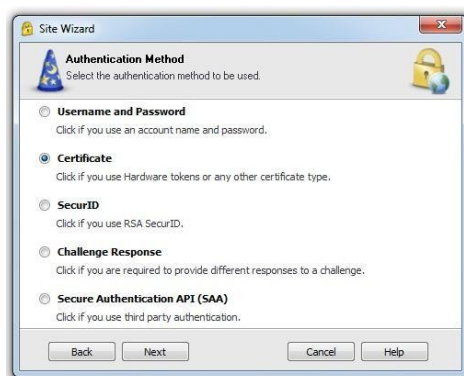 Site Wizard
Authentication Method
Select the authentication method to be used.
Username and Password
Click if you use an account name and password.
Certificate
Click if you use Hardware tokens or any other certificate type.
SecurID
Click if you use RSA SecurID.
Challenge Response
Click if you are required to provide different responses to a challenge.
Secure Authentication API (SAA)
Click if you use third party authentication.
Back Next Cancel Help